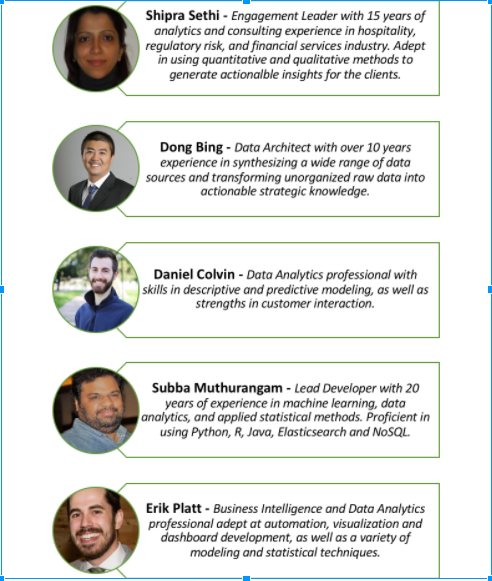 Shipra Sethi - Engagement Leader with 15 years of
analytics and consulting experience in hospitality,
regulatory risk, and financial services industry. Adept
in using quantitative and qualitative methods to
generate actionalble insights for the clients.
Dong Bing - Data Architect with over 10 years
experience in synthesizing a wide range of data
sources and transforming unorganized raw data into
actionable strategic knowledge.
Daniel Colvin - Data Analytics professional with
skills in descriptive and predictive modeling, as well as
strengths in customer interaction.
Subba Muthurangam - Lead Developer with 20
years of experience in machine learning, data
analytics, and applied statistical methods. Proficient in
using Python, R, Java, Elasticsearch and NoSQL.
Erik Platt - Business Intelligence and Data Analytics
professional adept at automation, visualization and
dashboard development, as well as a variety of
modeling and statistical techniques.